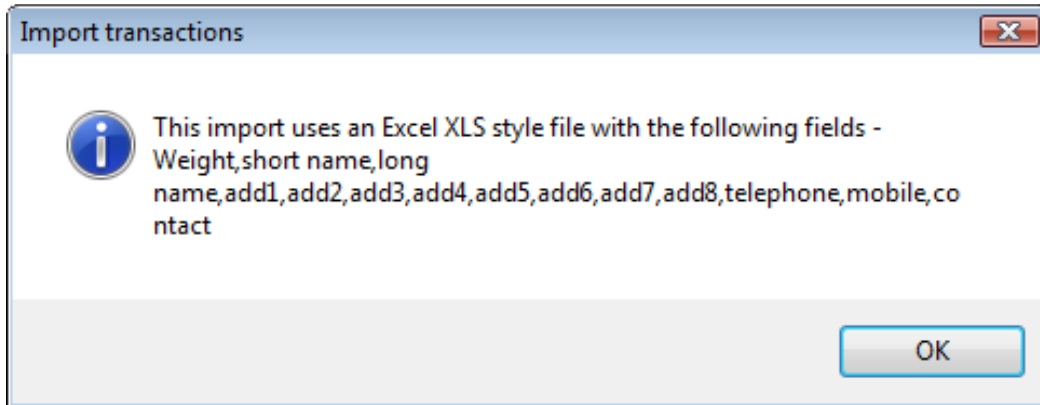 Import transactions
This import uses an Excel XLS style file with the following fields -
Weight,short name,long
name,add1,add2,add3,add4,add5,add6,add7,add8,telephone,mobile,co
ntact
OK